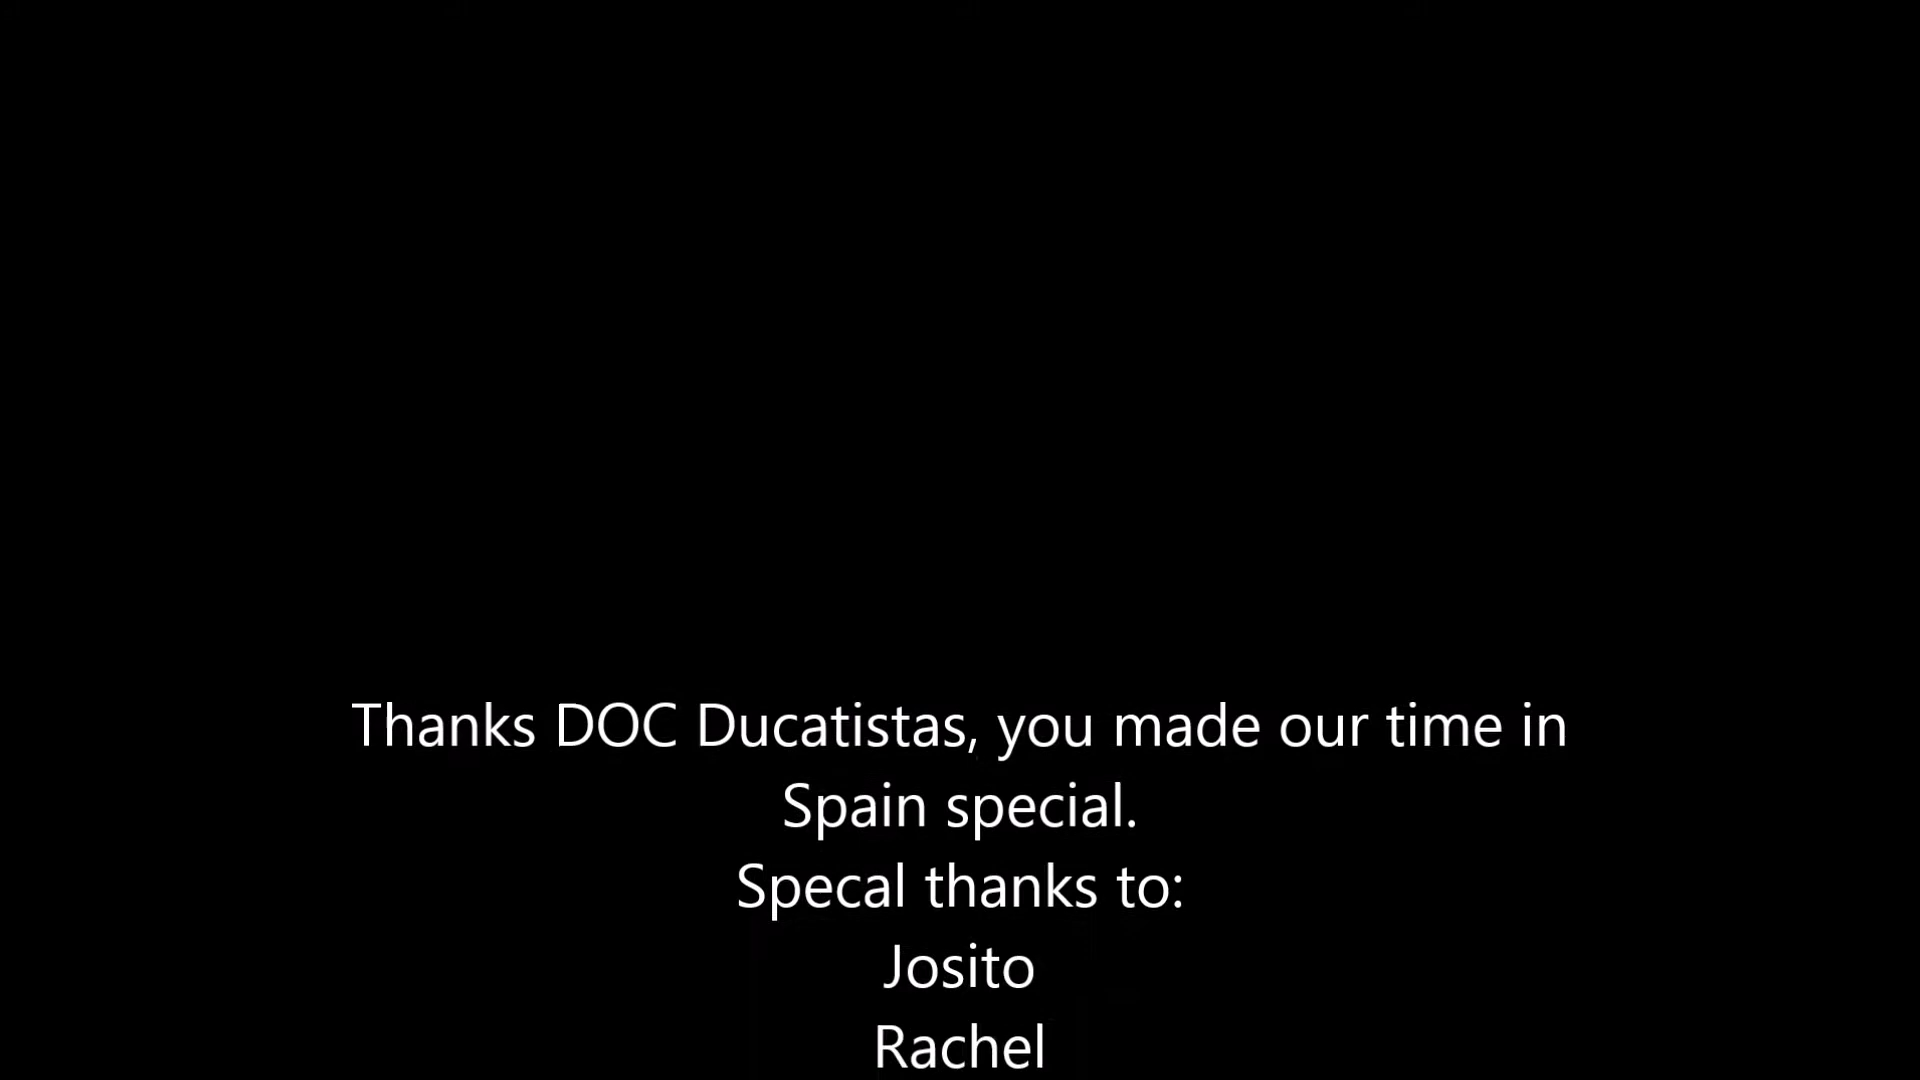 Thanks DOC Ducatistas, you made our time in
Spain special.
Specal thanks to:
Josito
Rachel